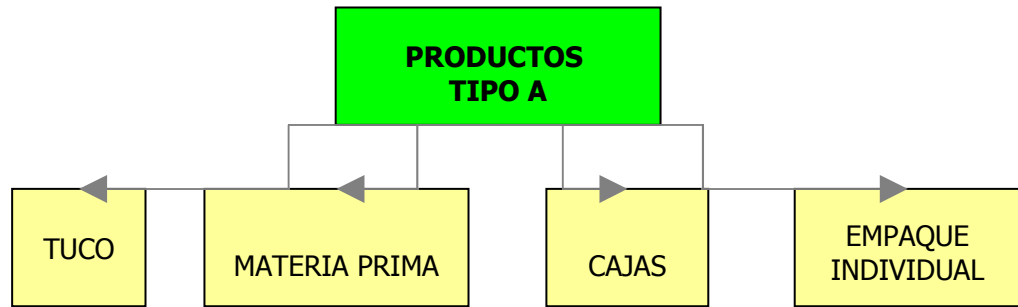 PRODUCTOS
TIPO A
TUCO
MATERIA PRIMA
CAJAS
EMPAQUE
INDIVIDUAL